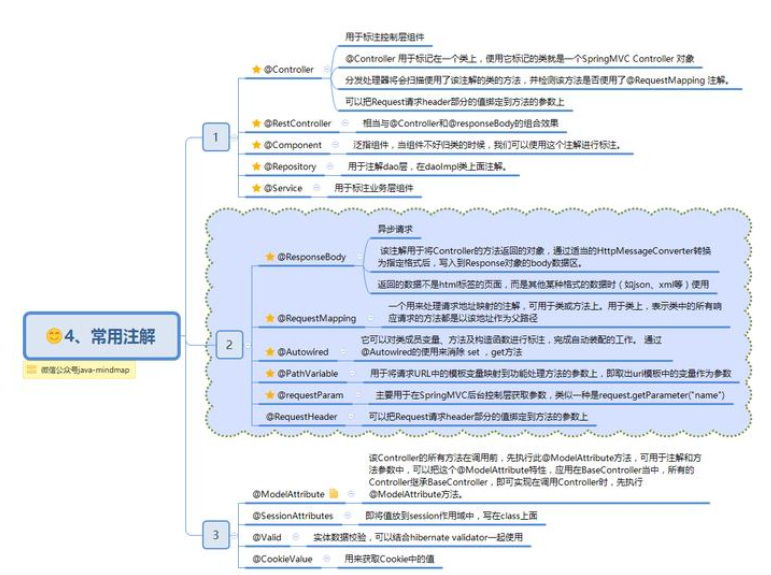 4、常用注解
微信公众号java-mindmap
1
@Controller
用于标注控制层组件
@Controller 用于标记在一个类上，使用它标记的类就是一个SpringMVC Controller 对象
分发处理器将会扫描使用了该注解的类的方法，并检测该方法是否使用了@RequestMapping 注解。
可以把Request请求header部分的值绑定到方法的参数上
@RestController
相当与@Controller和@responseBody的组合效果
@Component
泛指组件，当组件不好归类的时候，我们可以使用这个注解进行标注。
@Repository
用于注解dao层，在daoImpl类上面注解。
@Service
用于标注业务层组件
2
@ResponseBody
异步请求
该注解用于将Controller的方法返回的对象，通过适当的HttpMessageConverter转换
为指定格式后，写入到Response对象的body数据区。
返回的数据不是html标签的页面，而是其他某种格式的数据时（如json、xml等）使用
@RequestMapping
一个用来处理请求地址映射的注解，可用于类或方法上。用于类上，表示类中的所有响
应请求的方法都是以该地址作为父路径
@Autowired
它可以对类成员变量、方法及构造函数进行标注，完成自动装配的工作。 通过
@Autowired的使用来消除 set ，get方法
@PathVariable
用于将请求URL中的模板变量映射到功能处理方法的参数上，即取出uri模板中的变量作为参数
@requestParam
主要用于在SpringMVC后台控制层获取参数，类似一种是request.getParameter("name")
@RequestHeader
可以把Request请求header部分的值绑定到方法的参数上
3
@ModelAttribute
该Controller的所有方法在调用前，先执行此@ModelAttribute方法，可用于注解和方
法参数中，可以把这个@ModelAttribute特性，应用在BaseController当中，所有的
Controller继承BaseController，即可实现在调用Controller时，先执行
@ModelAttribute方法。
@SessionAttributes
即将值放到session作用域中，写在class上面
@Valid
实体数据校验，可以结合hibernate validator一起使用
@CookieValue
用来获取Cookie中的值